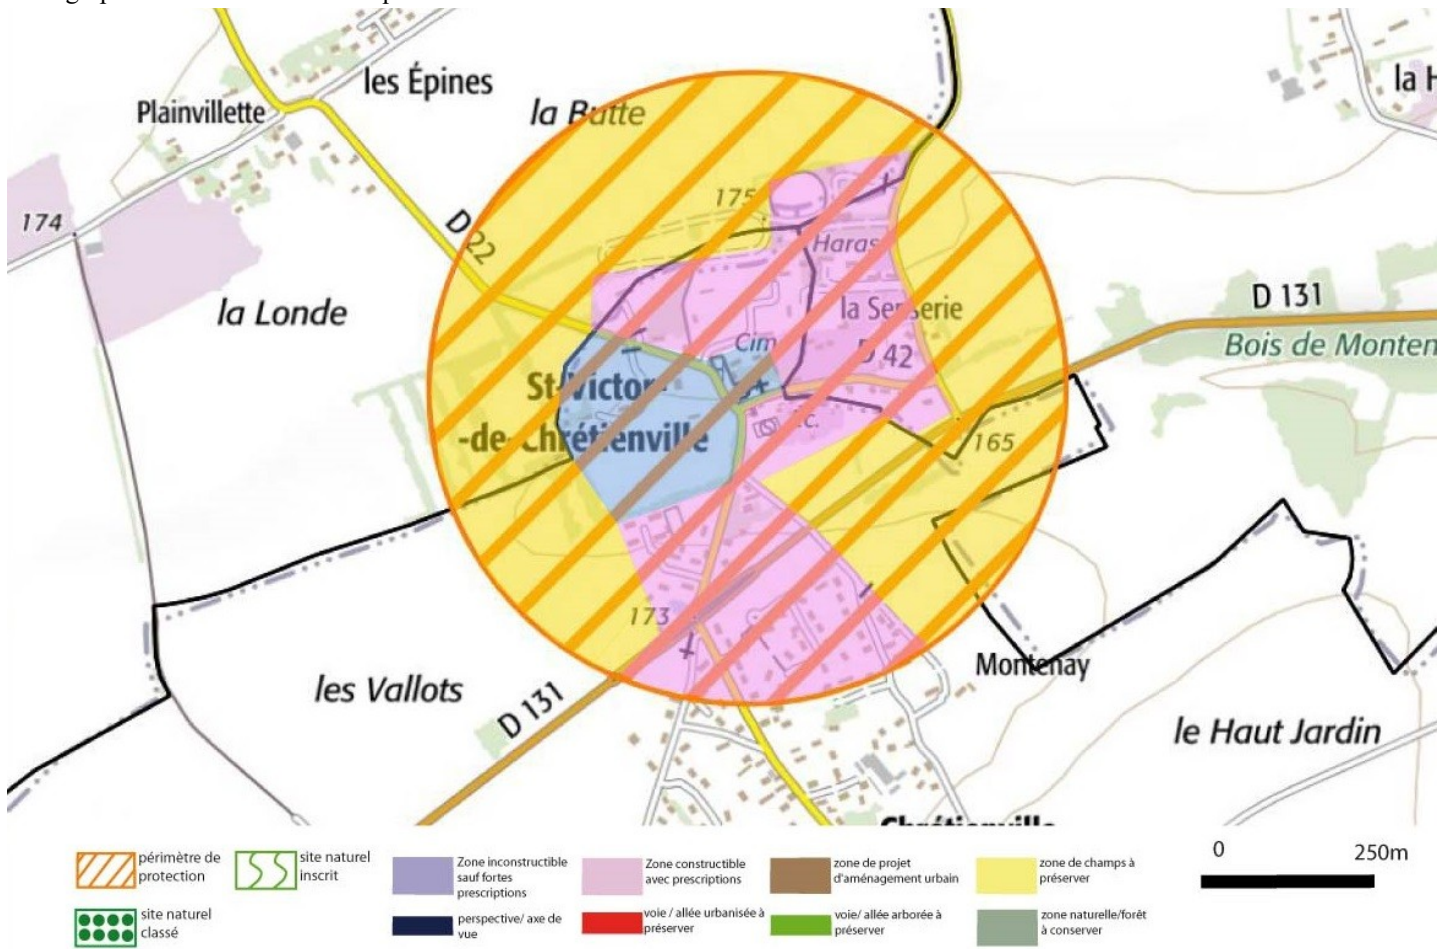 les Épines
Plainvillette
la Butte
la H
174
D 22
175
Haras
la Londe
D 131
Bois de Monten
Cim
D 42
St-Victor-
-de-Chrétienville
165
173
les Vallots
D 131
Montenay
le Haut Jardin
Chrétienville
périmètre de
protection
site naturel
inscrit
site naturel
classé
Zone inconstructible
sauf fortes
prescriptions
perspective/ axe de
vue
Zone constructible
avec prescriptions
voie / allée urbanisée à
préserver
zone de projet
d'aménagement urbain
voie/ allée arborée à
préserver
zone de champs à
préserver
zone naturelle/forêt
à conserver
0
250m